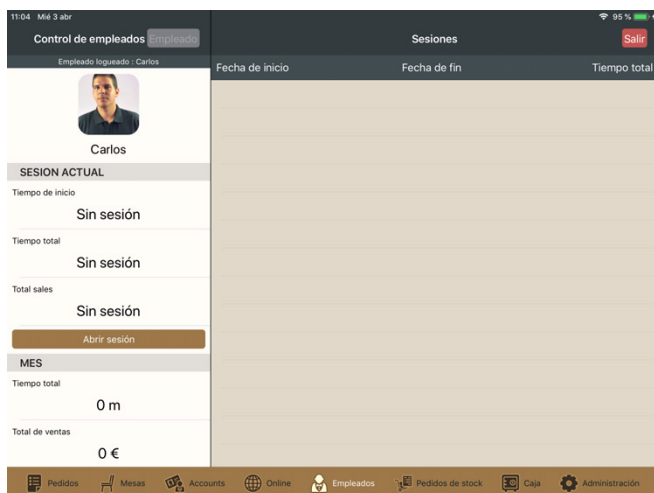 11:04 Mié 3 abr
95 %
Control de empleados Empleado
Sesiones
Salir
Empleado logueado : Carlos
Fecha de inicio Fecha de fin Tiempo total
Carlos
SESION ACTUAL
Tiempo de inicio
Sin sesión
Tiempo total
Sin sesión
Total sales
Sin sesión
Abrir sesión
MES
Tiempo total
0 m
Total de ventas
0 €
Pedidos Mesas Accounts Online Empleados Pedidos de stock Caja Administración